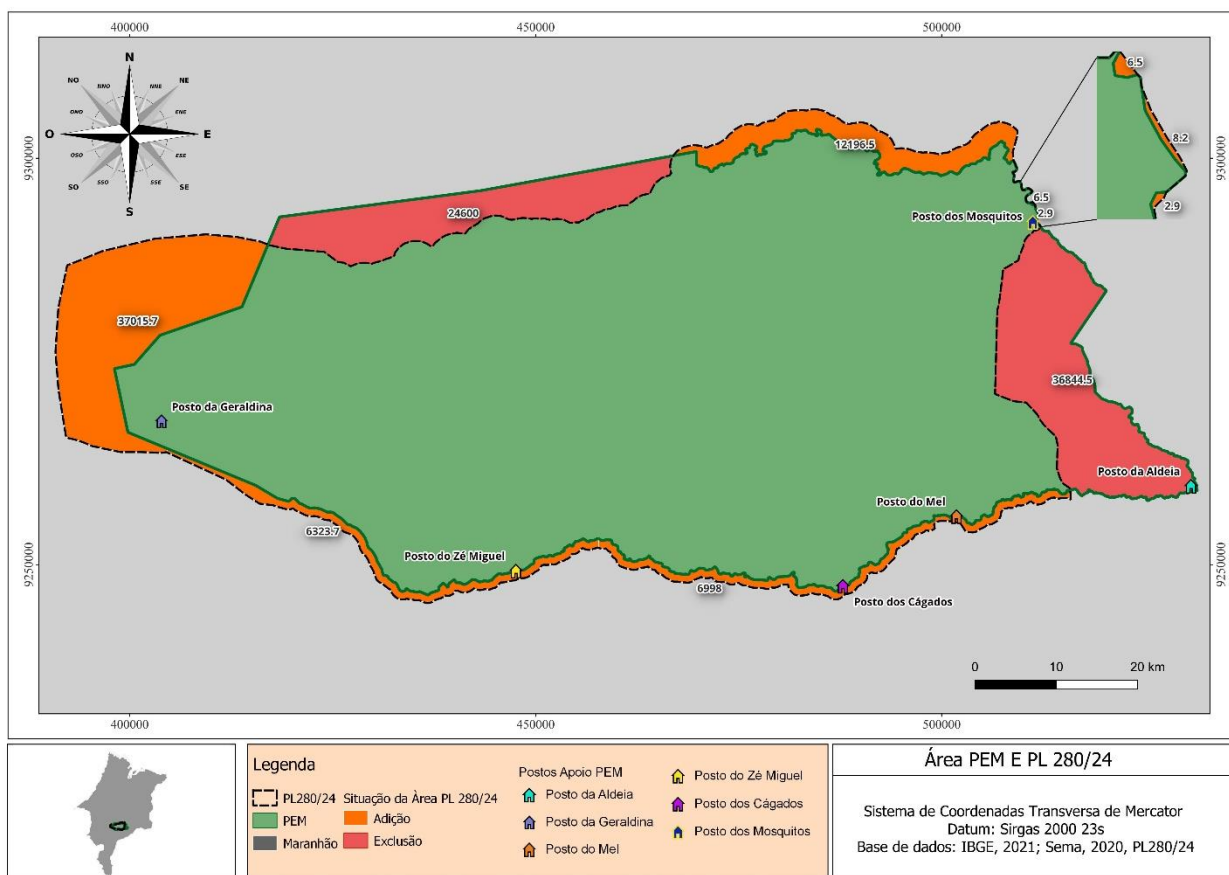 400000 450000 500000
N
NO NNO NNE NE
ONO ENE
O E
OSO ESE
SO SSO SSE SE
S
9300000 9300000
9250000 9250000
6.5
8.2
2.9
12196.5
6.5
2.9
Posto dos Mosquitos
24600
37015.7
36844.5
Posto da Geraldina
Posto da Aldeia
Posto do Mel
6323.7
Posto do Zé Miguel
6998
Posto dos Cágados
0 10 20 km
400000 450000 500000
Legenda
PL280/24
PEM
Maranhão
Situação da Àrea PL 280/24
Adição
Exclusão
Postos Apoio PEM
Posto da Aldeia
Posto da Geraldina
Posto do Mel
Posto do Zé Miguel
Posto dos Cágados
Posto dos Mosquitos
Área PEM E PL 280/24
Sistema de Coordenadas Transversa de Mercator
Datum: Sirgas 2000 23s
Base de dados: IBGE, 2021; Sema, 2020, PL280/24